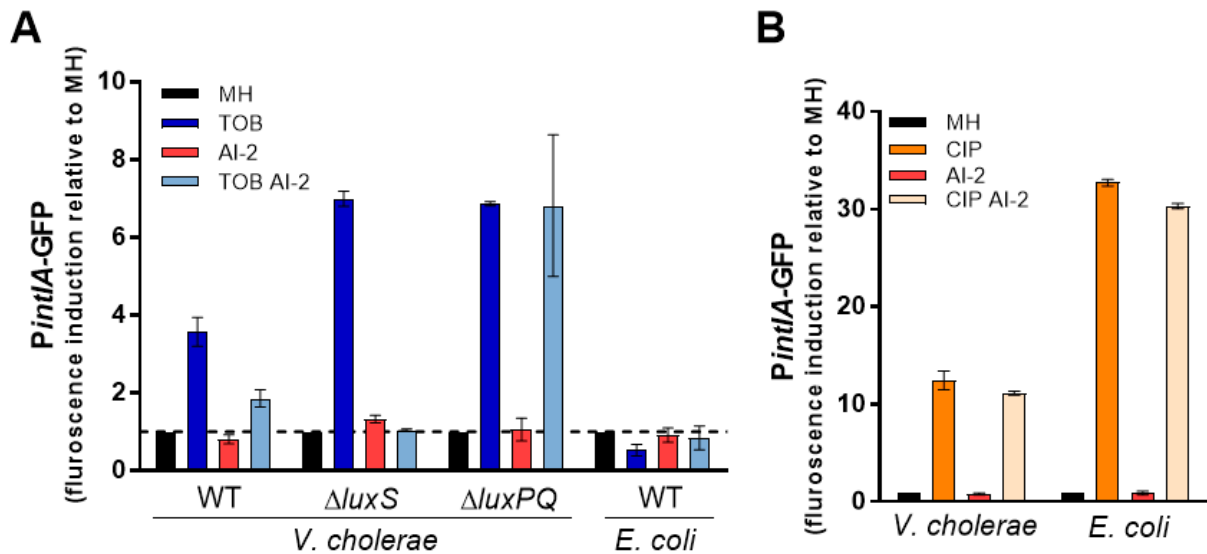 A
PintIA-GFP
(fluroscence induction relative to MH)
10
8
6
4
2
0
MH
TOB
AI-2
TOB AI-2
WT
ΔluxS
ΔluxPQ
WT
V. cholerae
E. coli
B
PintIA-GFP
(fluroscence induction relative to MH)
40
30
20
10
0
MH
CIP
AI-2
CIP AI-2
V. cholerae
E. coli